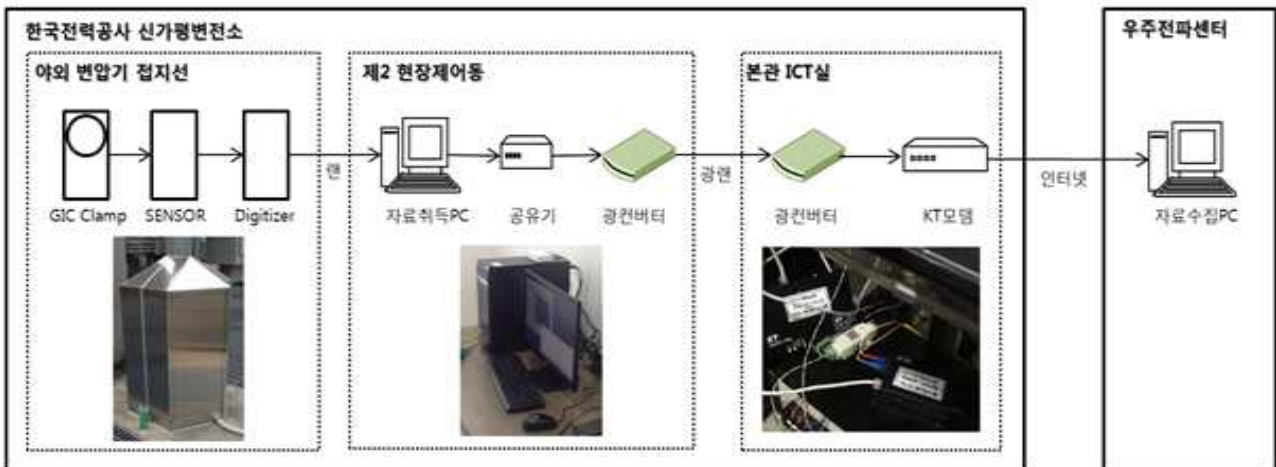 한국전력공사 신가평변전소
야외 변압기 접지선
GIC Clamp
SENSOR
Digitizer
랜
제2 현장제어동
자료취득PC
공유기
광컨버터
광랜
본관 ICT실
광컨버터
KT모뎀
인터넷
우주전파센터
자료수집PC